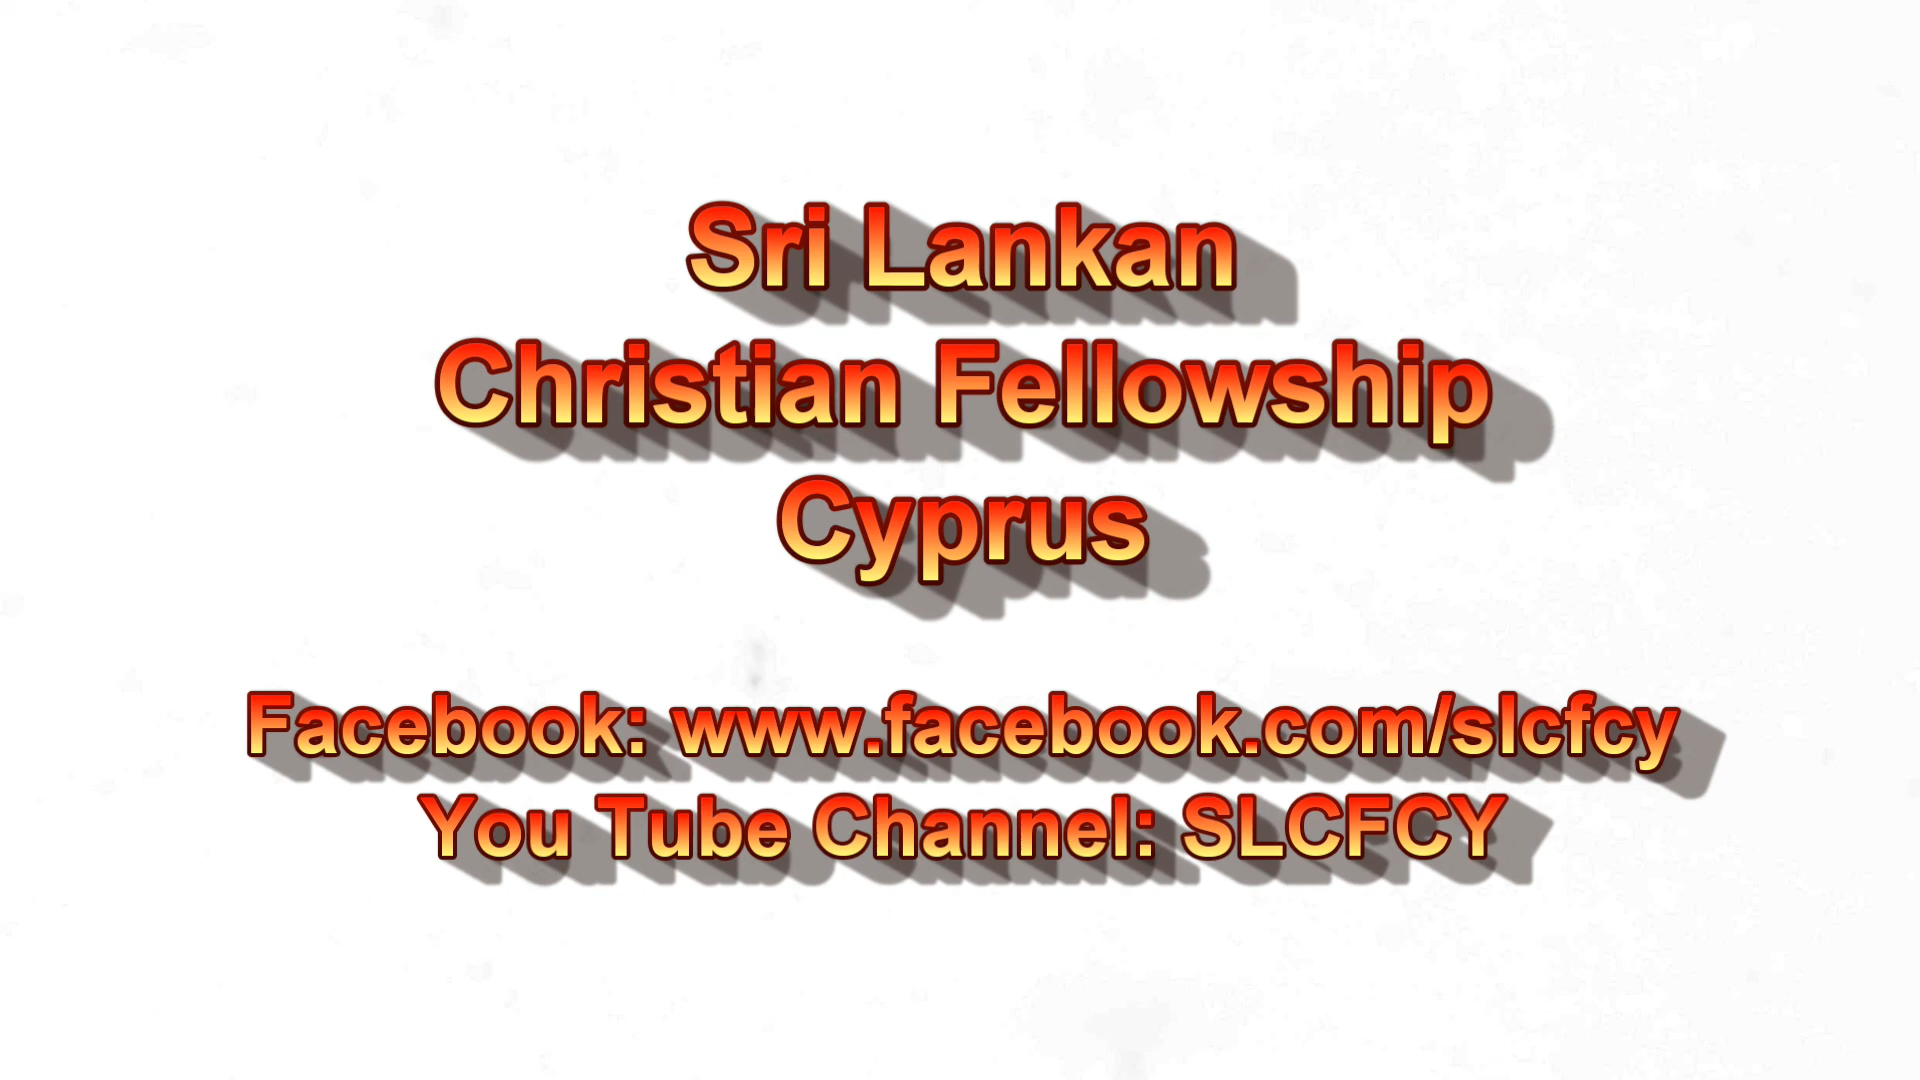 Sri Lankan
Christian Fellowship
Cyprus
Facebook: www.facebook.com/slcfcy
You Tube Channel: SLCFCY